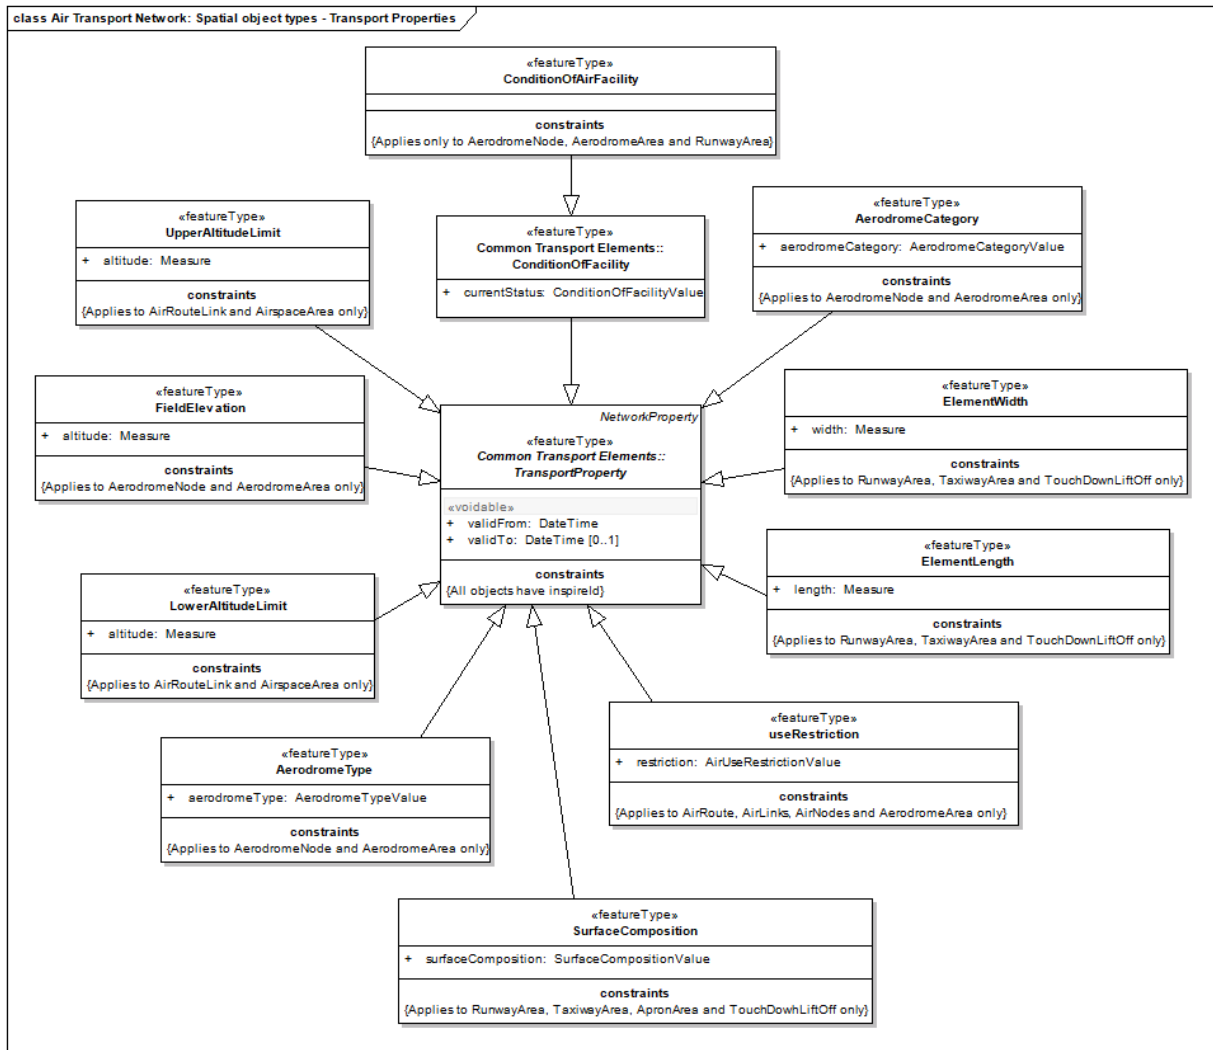 class Air Transport Network: Spatial object types - Transport Properties
«featureType»
ConditionOfAirFacility
constraints
{Applies only to AerodromeNode, AerodromeArea and RunwayArea}
«featureType»
UpperAltitudeLimit
+ altitude: Measure
constraints
{Applies to AirRouteLink and AirspaceArea only}
«featureType»
Common Transport Elements::
ConditionOfFacility
+ currentStatus: ConditionOfFacilityValue
«featureType»
AerodromeCategory
+ aerodromeCategory: AerodromeCategoryValue
constraints
{Applies to AerodromeNode and AerodromeArea only}
«featureType»
FieldElevation
+ altitude: Measure
constraints
{Applies to AerodromeNode and AerodromeArea only}
NetworkProperty
«featureType»
Common Transport Elements::
TransportProperty
«voidable»
+ validFrom: DateTime
+ validTo: DateTime [0..1]
constraints
{All objects have inspireId}
«featureType»
ElementWidth
+ width: Measure
constraints
{Applies to RunwayArea, TaxiwayArea and TouchDownLiftOff only}
«featureType»
ElementLength
+ length: Measure
constraints
{Applies to RunwayArea, TaxiwayArea and TouchDownLiftOff only}
«featureType»
LowerAltitudeLimit
+ altitude: Measure
constraints
{Applies to AirRouteLink and AirspaceArea only}
«featureType»
useRestriction
+ restriction: AirUseRestrictionValue
constraints
{Applies to AirRoute, AirLinks, AirNodes and AerodromeArea only}
«featureType»
AerodromeType
+ aerodromeType: AerodromeTypeValue
constraints
{Applies to AerodromeNode and AerodromeArea only}
«featureType»
SurfaceComposition
+ surfaceComposition: SurfaceCompositionValue
constraints
{Applies to RunwayArea, TaxiwayArea, ApronArea and TouchDowhLiftOff only}